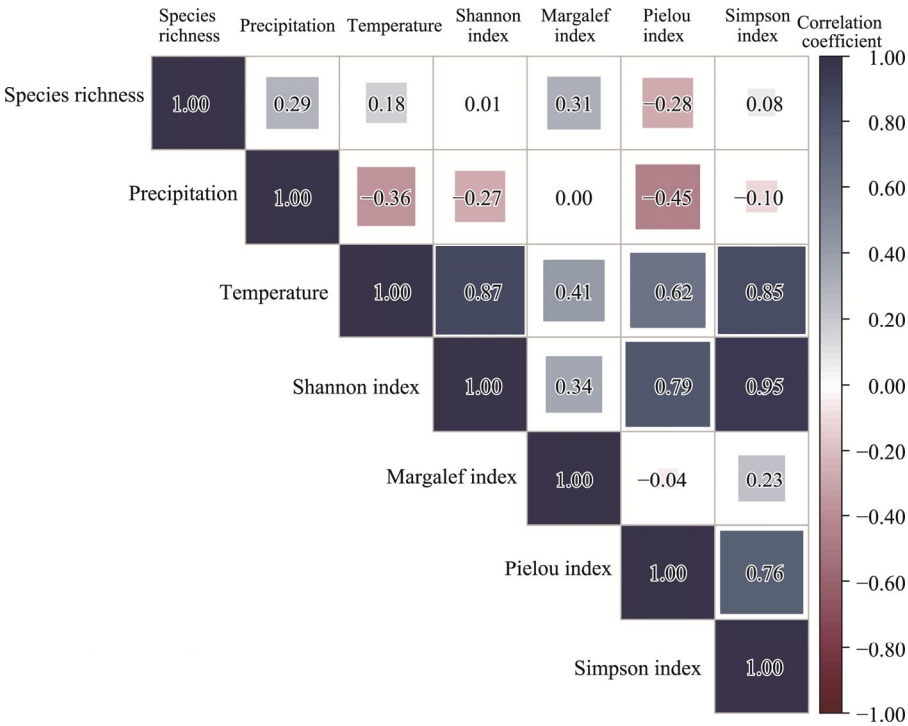 Species
richness
Precipitation
Temperature
Shannon
index
Margalef
index
Pielou
index
Simpson
index
Correlation
coefficient
Species richness
1.00
0.29
0.18
0.01
0.31
−0.28
0.08
Precipitation
1.00
−0.36
−0.27
0.00
−0.45
−0.10
Temperature
1.00
0.87
0.41
0.62
0.85
Shannon index
1.00
0.34
0.79
0.95
Margalef index
1.00
−0.04
0.23
Pielou index
1.00
0.76
Simpson index
1.00
1.00
0.80
0.60
0.40
0.20
0.00
−0.20
−0.40
−0.60
−0.80
−1.00